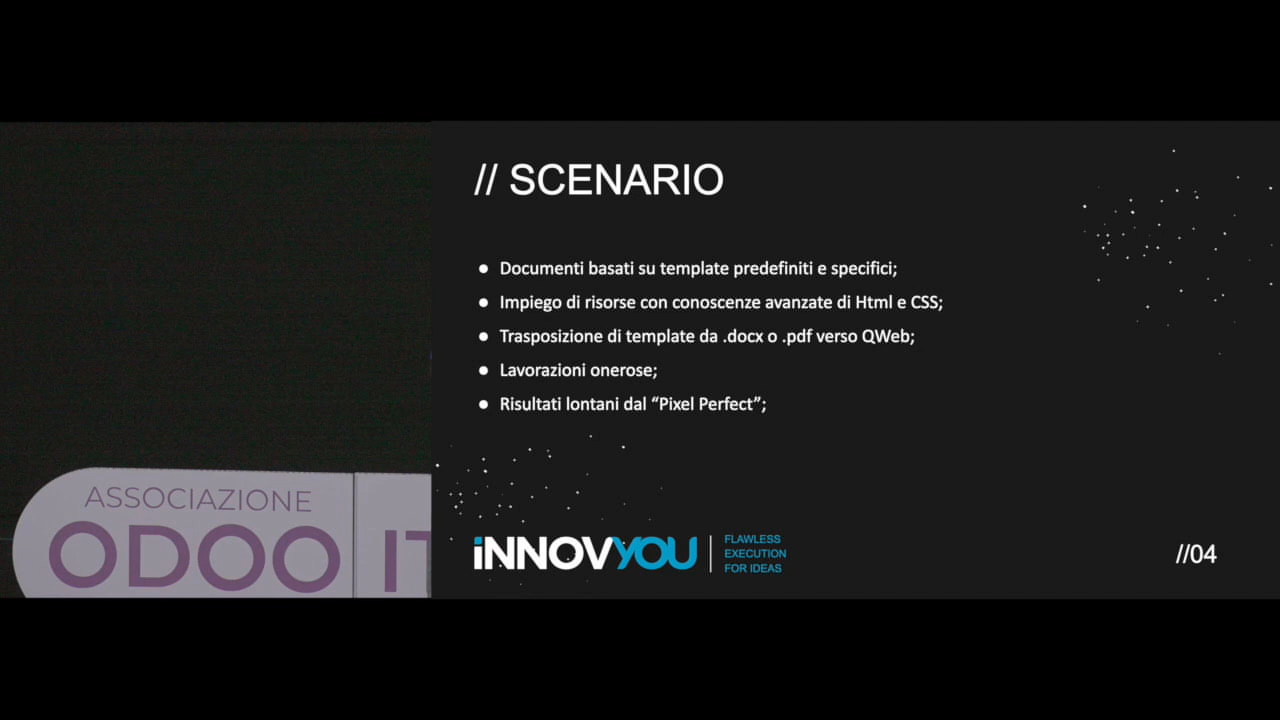 // SCENARIO
● Documenti basati su template predefiniti e specifici;
● Impiego di risorse con conoscenze avanzate di Html e CSS;
● Trasposizione di template da .docx o .pdf verso QWeb;
● Lavorazioni onerose;
● Risultati lontani dal “Pixel Perfect”;
ASSOCIAZIONE
ODOO IT
iNNOVYOU
FLAWLESS
EXECUTION
FOR IDEAS
//04